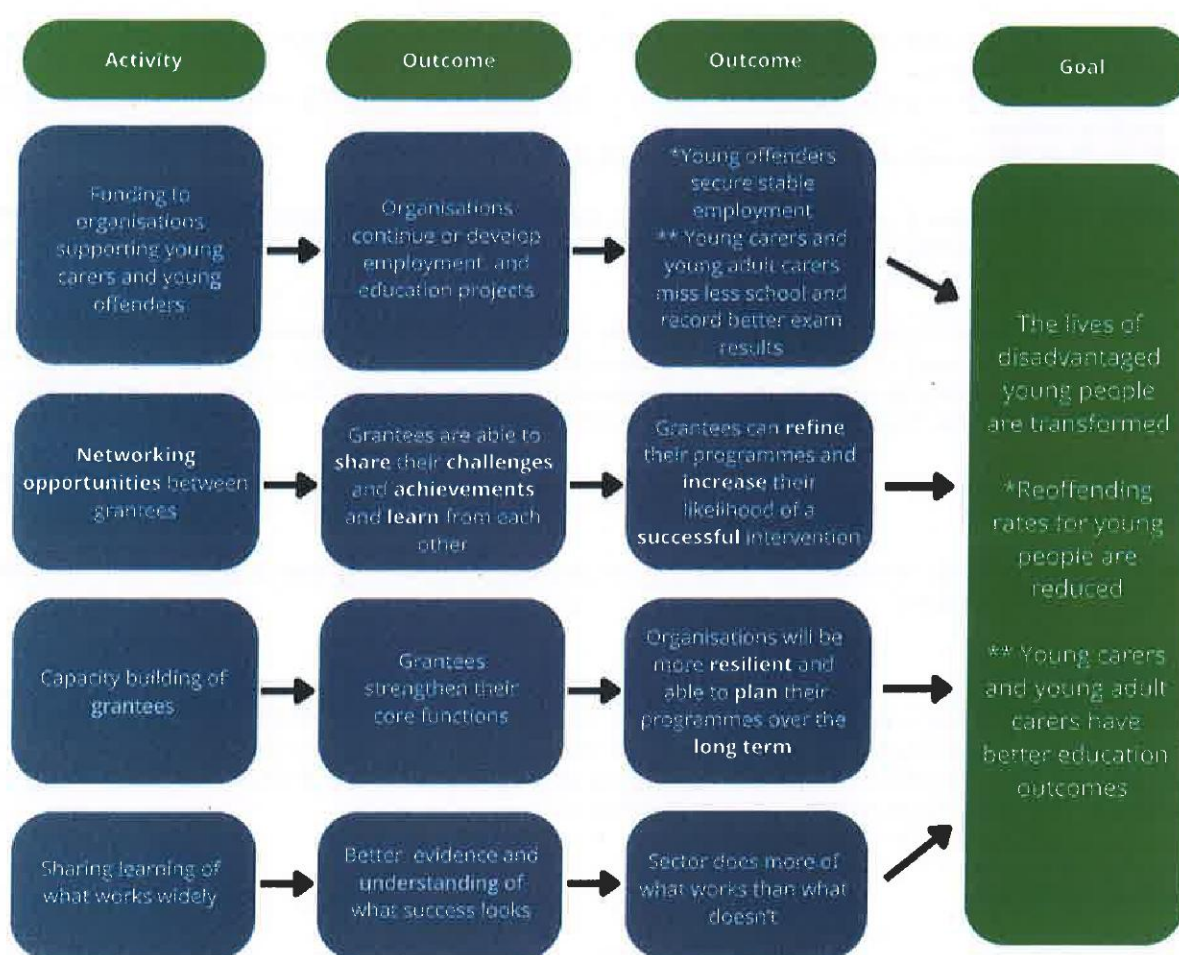 Activity
Outcome
Outcome
Goal
Funding to
organisations
supporting young
carers and young
offenders
Organisations
continue or develop
employment and
education projects
*Young offenders
secure stable
employment
** Young carers and
young adult carers
miss less school and
record better exam
results
Networking
opportunities between
grantees
Grantees are able to
share their challenges
and achievements
and learn from each
other
Grantees can refine
their programmes and
increase their
likelihood of a
successful intervention
Capacity building of
grantees
Grantees
strengthen their
core functions
Organisations will be
more resilient and
able to plan their
programmes over the
long term
Sharing learning of
what works widely
Better evidence and
understanding of
what success looks
Sector does more of
what works than what
doesn't
The lives of
disadvantaged
young people
are transformed
*Reoffending
rates for young
people are
reduced
** Young carers
and young adult
carers have
better education
outcomes